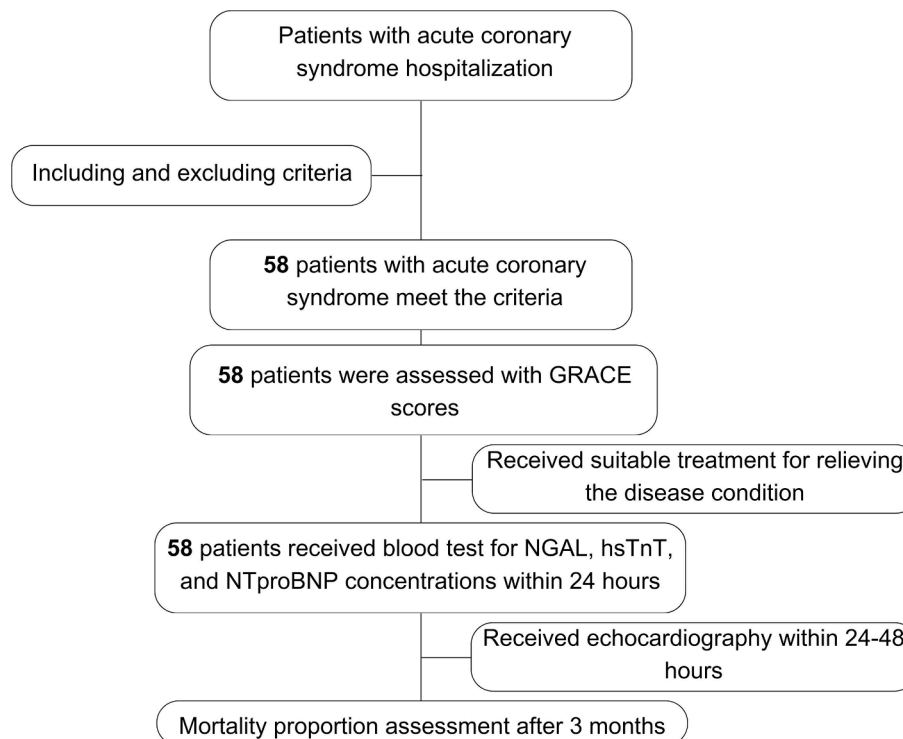 Patients with acute coronary
syndrome hospitalization
Including and excluding criteria
58 patients with acute coronary
syndrome meet the criteria
58 patients were assessed with GRACE
scores
Received suitable treatment for relieving
the disease condition
58 patients received blood test for NGAL, hsTnT,
and NTproBNP concentrations within 24 hours
Received echocardiography within 24-48
hours
Mortality proportion assessment after 3 months